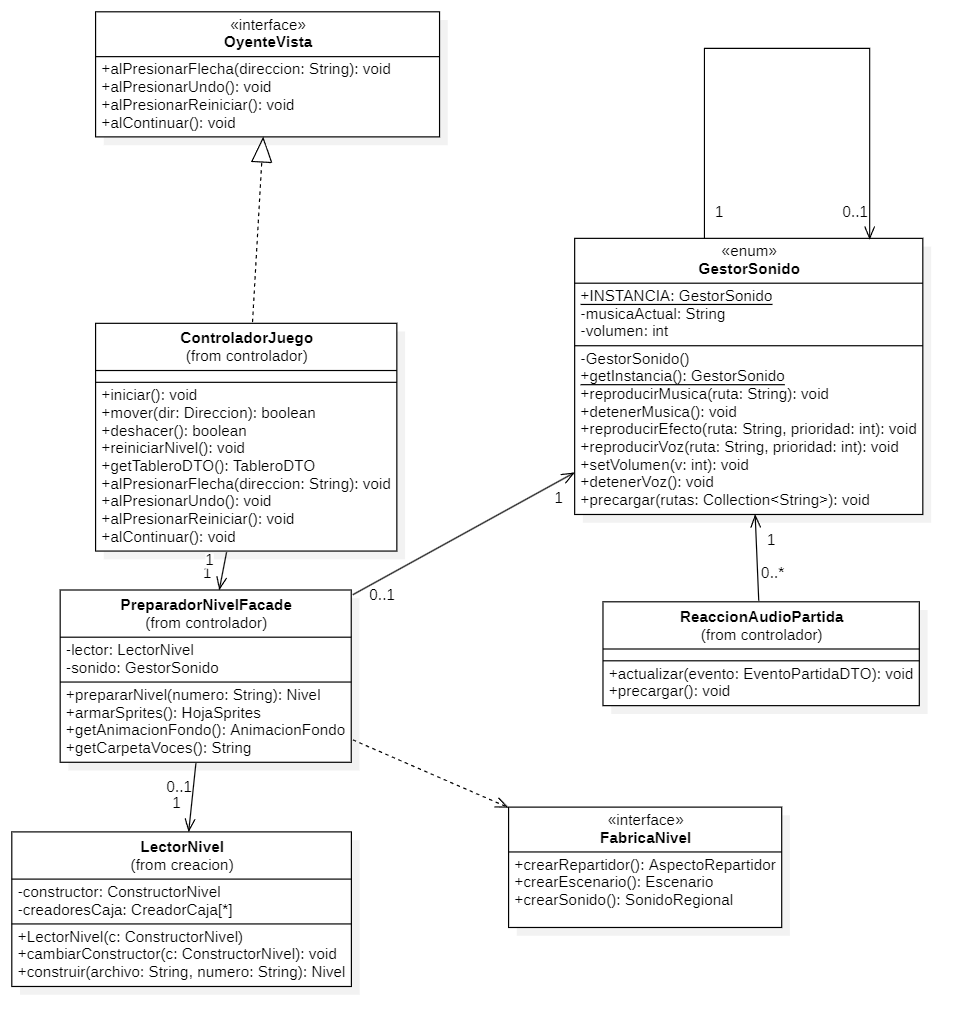 «interface»
OyenteVista
+alPresionarFlecha(direccion: String): void
+alPresionarUndo(): void
+alPresionarReiniciar(): void
+alContinuar(): void
1
0..1
«enum»
GestorSonido
+INSTANCIA: GestorSonido
-musicaActual: String
-volumen: int
-GestorSonido()
+getInstancia(): GestorSonido
+reproducirMusica(ruta: String): void
+detenerMusica(): void
+reproducirEfecto(ruta: String, prioridad: int): void
+reproducirVoz(ruta: String, prioridad: int): void
+setVolumen(v: int): void
+detenerVoz(): void
+precargar(rutas: Collection<String>): void
ControladorJuego
(from controlador)
+iniciar(): void
+mover(dir: Direccion): boolean
+deshacer(): boolean
+reiniciarNivel(): void
+getTableroDTO(): TableroDTO
+alPresionarFlecha(direccion: String): void
+alPresionarUndo(): void
+alPresionarReiniciar(): void
+alContinuar(): void
1
1
1
0..1
1
0..*
PreparadorNivelFacade
(from controlador)
-lector: LectorNivel
-sonido: GestorSonido
+prepararNivel(numero: String): Nivel
+armarSprites(): HojaSprites
+getAnimacionFondo(): AnimacionFondo
+getCarpetaVoces(): String
ReaccionAudioPartida
(from controlador)
+actualizar(evento: EventoPartidaDTO): void
+precargar(): void
0..1
1
«interface»
FabricaNivel
+crearRepartidor(): AspectoRepartidor
+crearEscenario(): Escenario
+crearSonido(): SonidoRegional
LectorNivel
(from creacion)
-constructor: ConstructorNivel
-creadoresCaja: CreadorCaja[*]
+LectorNivel(c: ConstructorNivel)
+cambiarConstructor(c: ConstructorNivel): void
+construir(archivo: String, numero: String): Nivel